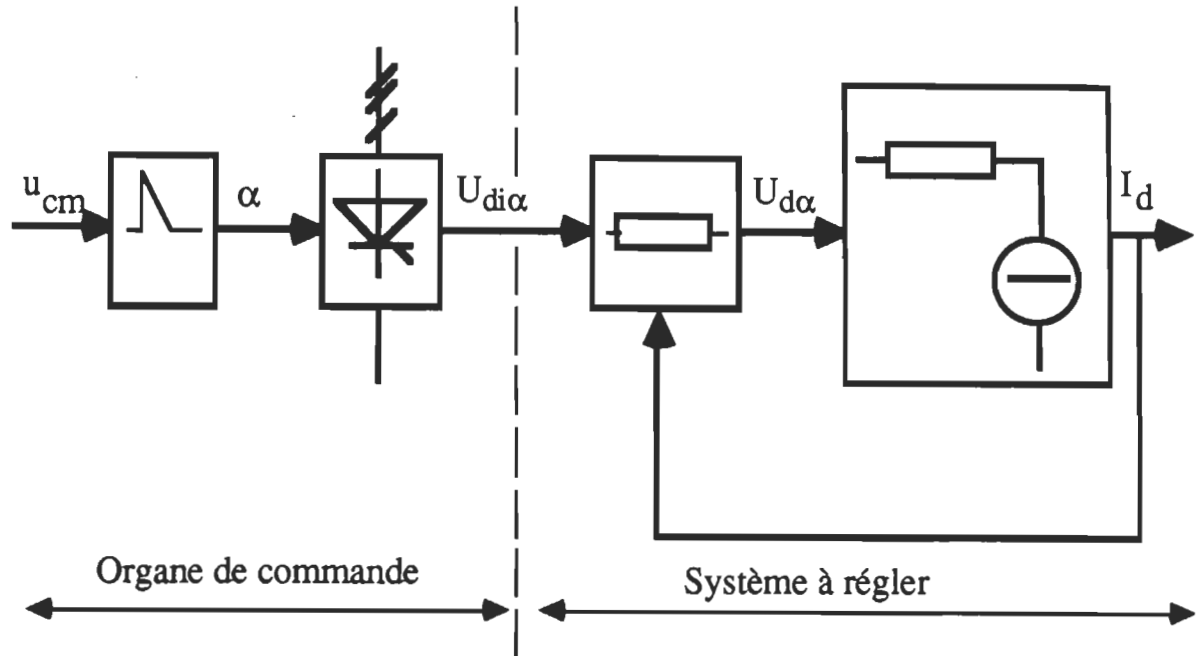 u_cm
α
U_diα
U_dα
I_d
Organe de commande
Système à régler